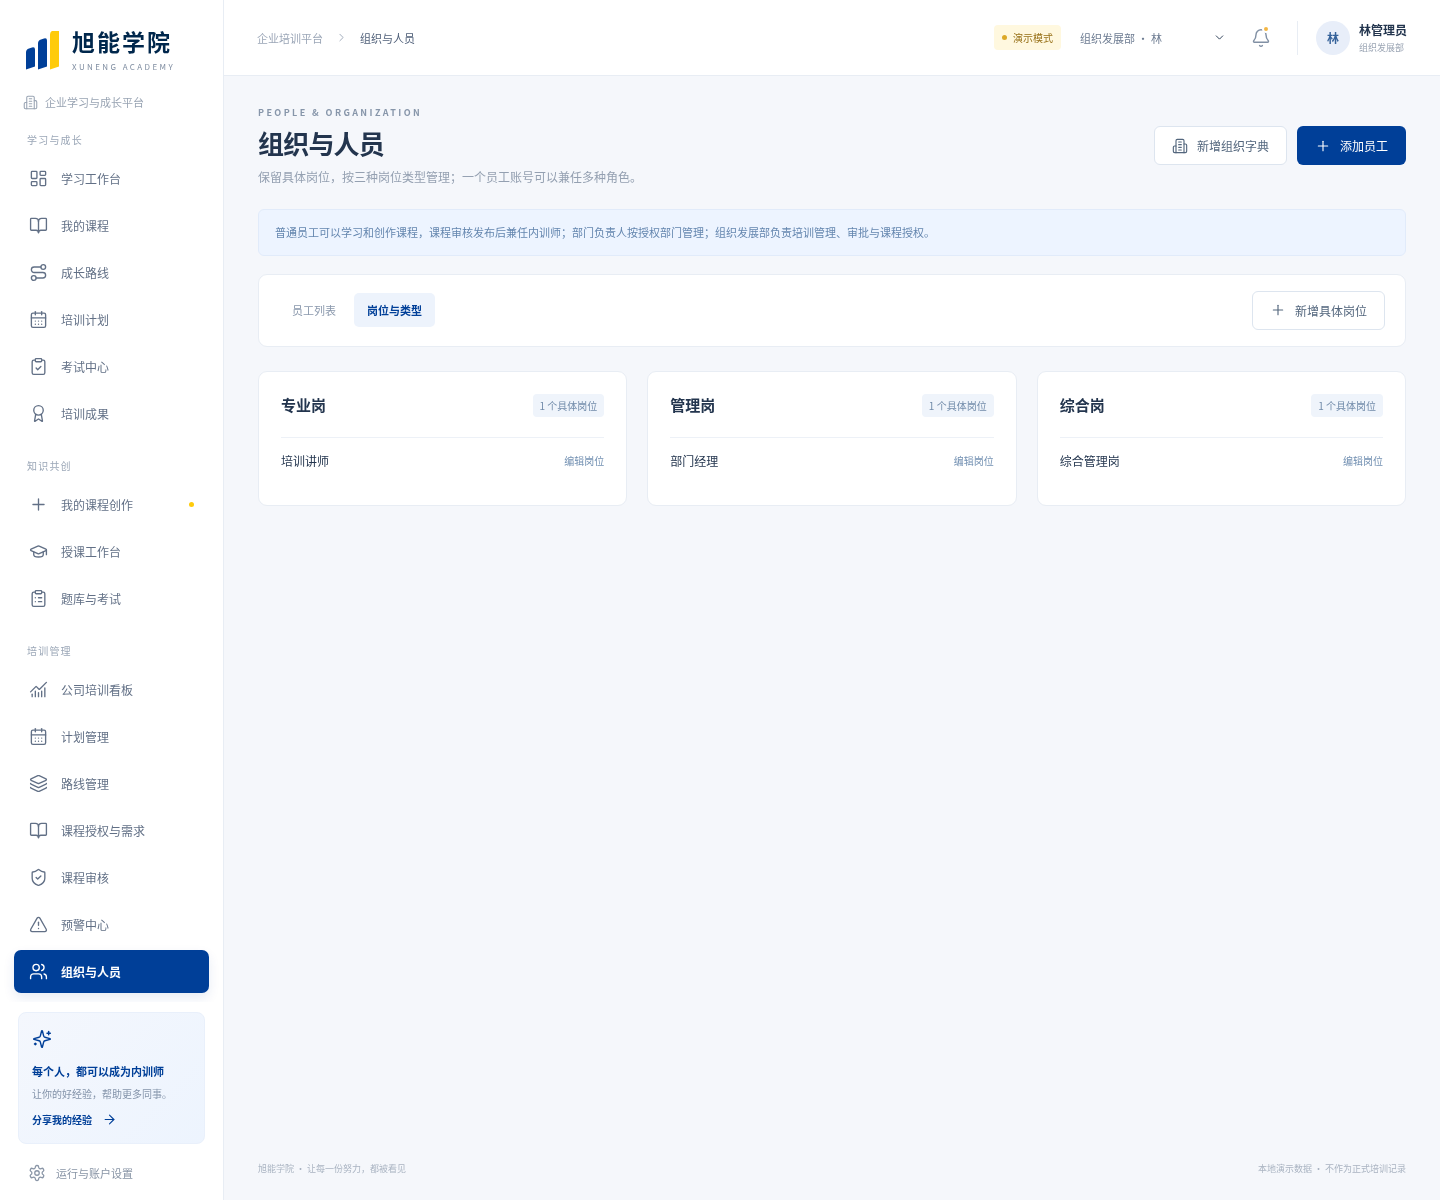 旭能学院
XUNENG ACADEMY
企业学习与成长平台
学习与成长
学习工作台
我的课程
成长路线
培训计划
考试中心
培训成果
知识共创
我的课程创作
授课工作台
题库与考试
培训管理
公司培训看板
计划管理
路线管理
课程授权与需求
课程审核
预警中心
组织与人员
每个人，都可以成为内训师
让你的好经验，帮助更多同事。
分享我的经验
运行与账户设置
企业培训平台
组织与人员
演示模式
组织发展部 · 林
林
林管理员
组织发展部
PEOPLE & ORGANIZATION
组织与人员
保留具体岗位，按三种岗位类型管理；一个员工账号可以兼任多种角色。
新增组织字典
添加员工
普通员工可以学习和创作课程，课程审核发布后兼任内训师；部门负责人按授权部门管理；组织发展部负责培训管理、审批与课程授权。
员工列表
岗位与类型
新增具体岗位
专业岗
1 个具体岗位
培训讲师
编辑岗位
管理岗
1 个具体岗位
部门经理
编辑岗位
综合岗
1 个具体岗位
综合管理岗
编辑岗位
旭能学院 · 让每一份努力，都被看见
本地演示数据 · 不作为正式培训记录